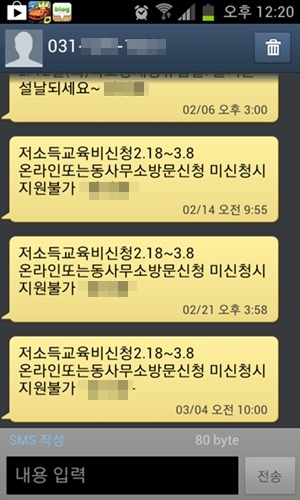 blog
오후 12:20
031-
설날되세요~
02/06 오후 3:00
저소득교육비신청2.18~3.8
온라인또는동사무소방문신청 미신청시
지원불가
02/14 오전 9:55
저소득교육비신청2.18~3.8
온라인또는동사무소방문신청 미신청시
지원불가
02/21 오후 3:58
저소득교육비신청2.18~3.8
온라인또는동사무소방문신청 미신청시
지원불가
03/04 오전 10:00
SMS 작성 80 byte
내용 입력 전송